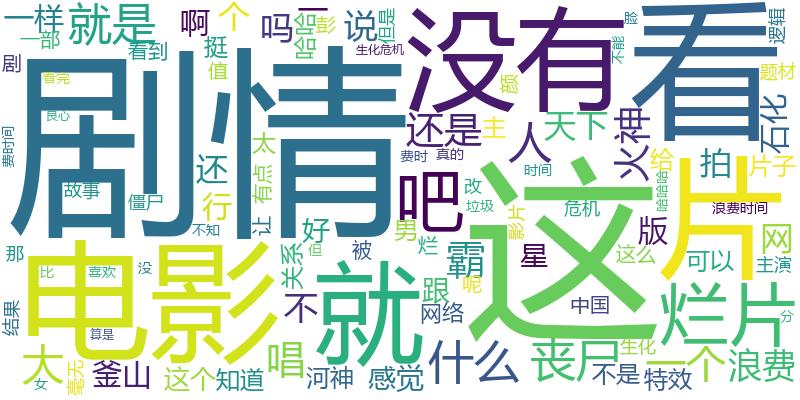 一样
就是
啊
个
吗
一
哈哈
说
但是
彭
没有
看
逻辑
一部
看到
挺
值
生化危机
不能
题材
剧
看完
良心
剧情
颜
还是
主
人
天下
火神
石化
费时间
还
太
有点
吧
费时
真的
时间
给
拍
片子
故事
僵尸
行
让
改
垃圾
这
哈哈哈
片
浪费时间
不知
好
男
影片
危机
版
网
那
电影
关系
但
被
烂
霸
星
这么
可以
主演
比
喜欢
没
就
跟
呢
中国
烂片
分
结果
算是
不
网络
大
女
毫无
釜山
这个
知道
唱
河神
感觉
什么
丧尸
生化
不是
一个
特效
浪费